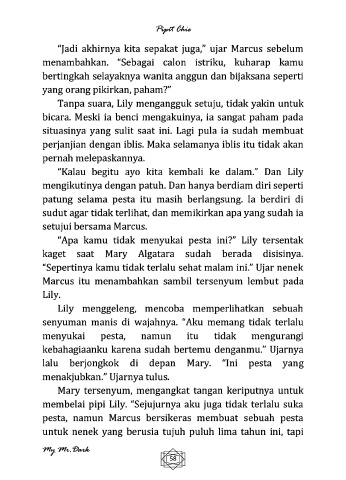 Pipit Chie
“Jadi akhirnya kita sepakat juga,” ujar Marcus sebelum
menambahkan. “Sebagai calon istriku, kuharap kamu
bertingkah selayaknya wanita anggun dan bijaksana seperti
yang orang pikirkan, paham?”
Tanpa suara, Lily mengangguk setuju, tidak yakin untuk
bicara. Meski ia benci mengakuinya, ia sangat paham pada
situasinya yang sulit saat ini. Lagi pula ia sudah membuat
perjanjian dengan iblis. Maka selamanya iblis itu tidak akan
pernah melepaskannya.
“Kalau begitu ayo kita kembali ke dalam.” Dan Lily
mengikutinya dengan patuh. Dan hanya berdiam diri seperti
patung selama pesta itu masih berlangsung. Ia berdiri di
sudut agar tidak terlihat, dan memikirkan apa yang sudah ia
setujui bersama Marcus.
“Apa kamu tidak menyukai pesta ini?” Lily tersentak
kaget saat Mary Algatara sudah berada disisinya.
“Sepertinya kamu tidak terlalu sehat malam ini.” Ujar nenek
Marcus itu menambahkan sambil tersenyum lembut pada
Lily.
Lily menggeleng, mencoba memperlihatkan sebuah
senyuman manis di wajahnya. “Aku memang tidak terlalu
menyukai pesta, namun itu tidak mengurangi
kebahagiaanku karena sudah bertemu denganmu.” Ujarnya
lalu berjongkok di depan Mary. “Ini pesta yang
menakjubkan.” Ujarnya tulus.
Mary tersenyum, mengangkat tangan keriputnya untuk
membelai pipi Lily. “Sejujurnya aku juga tidak terlalu suka
pesta, namun Marcus bersikeras membuat sebuah pesta
untuk nenek yang berusia tujuh puluh lima tahun ini, tapi
My Mr.Dark
58